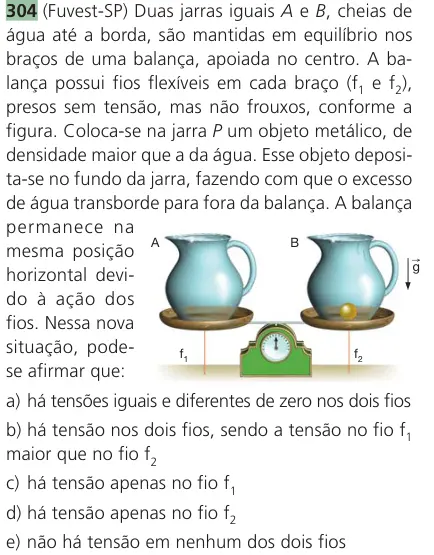 304 (Fuvest-SP) Duas jarras iguais A e B, cheias de
água até a borda, são mantidas em equilíbrio nos
braços de uma balança, apoiada no centro. A ba-
lança possui fios flexíveis em cada braço (f₁ e f₂),
presos sem tensão, mas não frouxos, conforme a
figura. Coloca-se na jarra P um objeto metálico, de
densidade maior que a da água. Esse objeto deposi-
ta-se no fundo da jarra, fazendo com que o excesso
de água transborde para fora da balança. A balança
permanece na
mesma posição
horizontal devi-
do à ação dos
fios. Nessa nova
situação, pode-
se afirmar que:
A
B
g
f₁
f₂
a) há tensões iguais e diferentes de zero nos dois fios
b) há tensão nos dois fios, sendo a tensão no fio f₁
maior que no fio f₂
c) há tensão apenas no fio f₁
d) há tensão apenas no fio f₂
e) não há tensão em nenhum dos dois fios